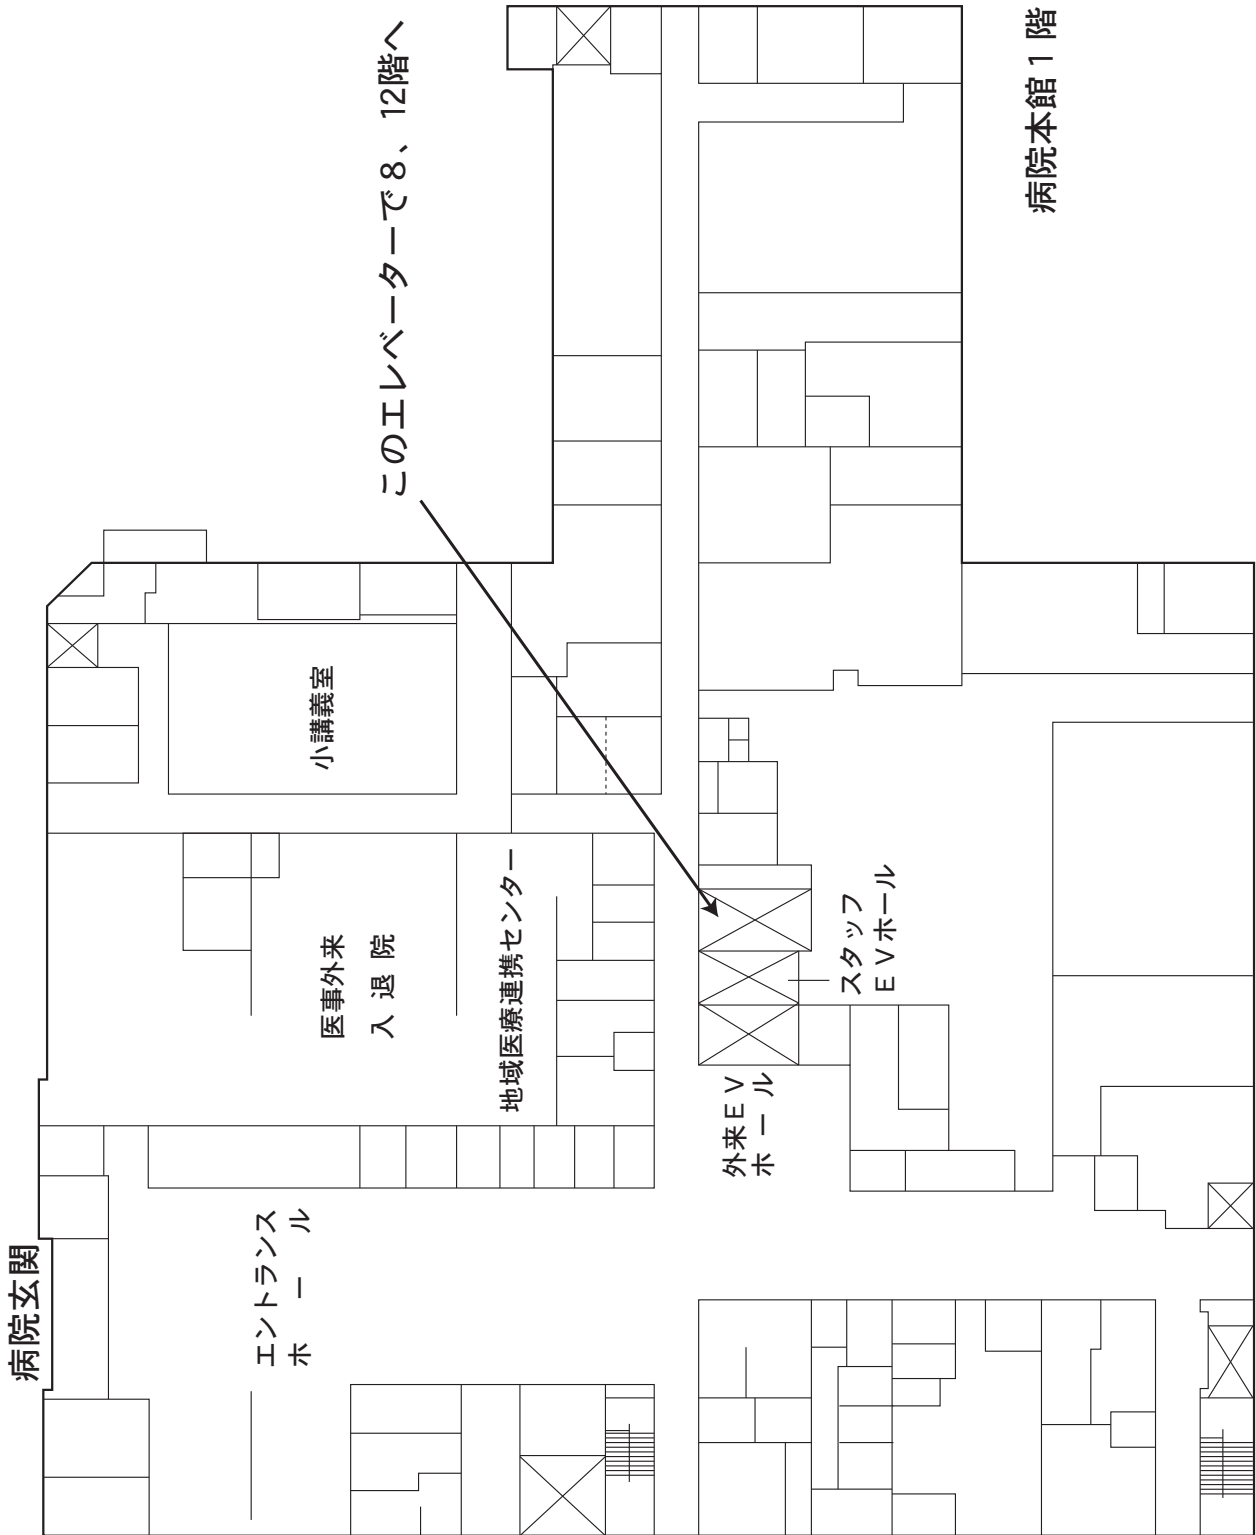 病院玄関
エントランス
ホール
医事外来
入退院
小講義室
地域医療連携センター
このエレベーターで8、12階へ
外来EV
ホール
スタッフ
EVホール
病院本館1階